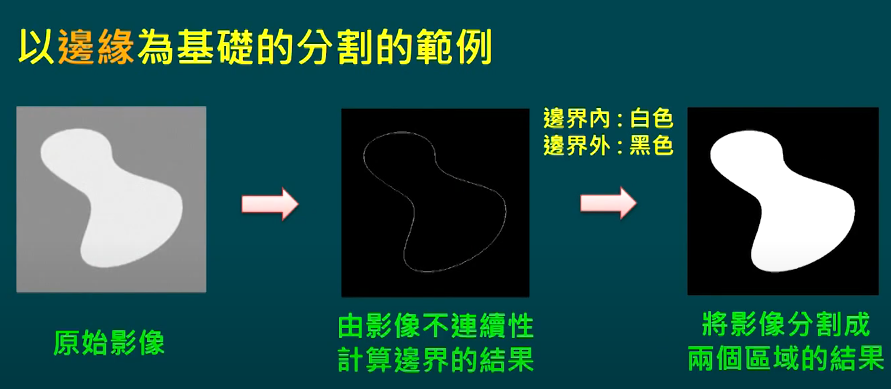 以邊緣為基礎的分割的範例
邊界內 : 白色
邊界外 : 黑色
原始影像
由影像不連續性
計算邊界的結果
將影像分割成
兩個區域的結果